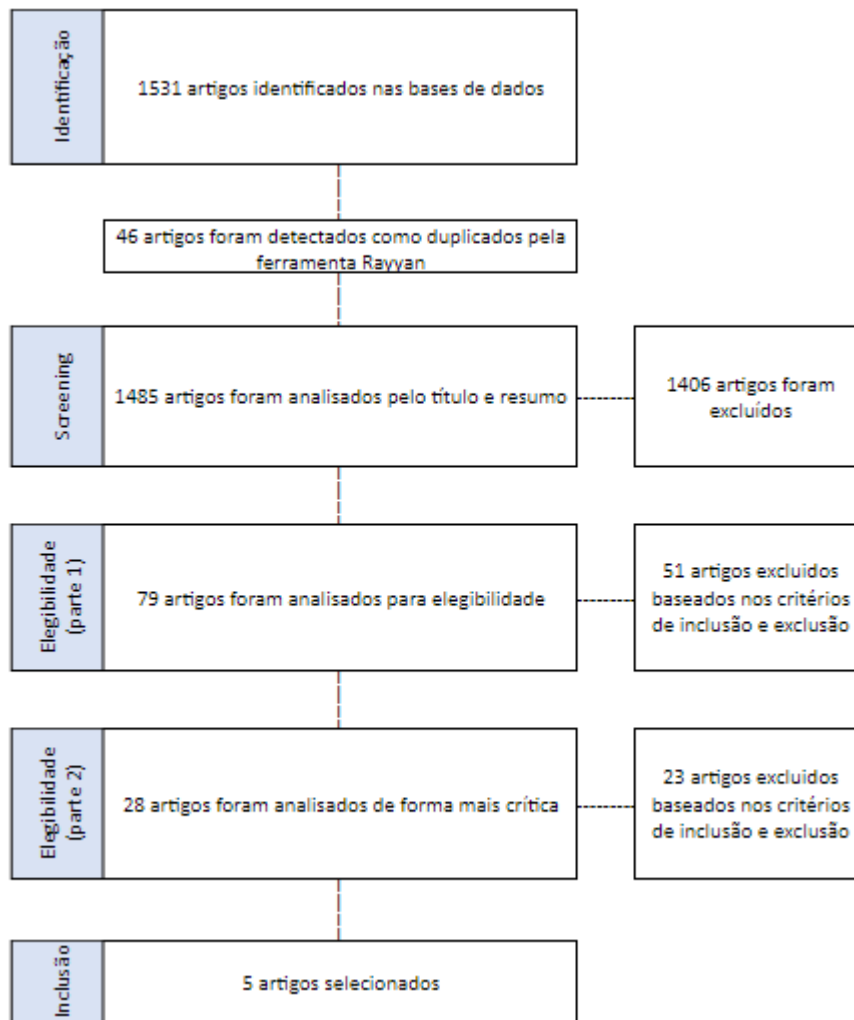 Identificação
1531 artigos identificados nas bases de dados
46 artigos foram detectados como duplicados pela
ferramenta Rayyan
Screening
1485 artigos foram analisados pelo título e resumo
1406 artigos foram
excluídos
Elegibilidade
(parte 1)
79 artigos foram analisados para elegibilidade
51 artigos excluidos
baseados nos critérios
de inclusão e exclusão
Elegibilidade
(parte 2)
28 artigos foram analisados de forma mais crítica
23 artigos excluidos
baseados nos critérios
de inclusão e exclusão
Inclusão
5 artigos selecionados